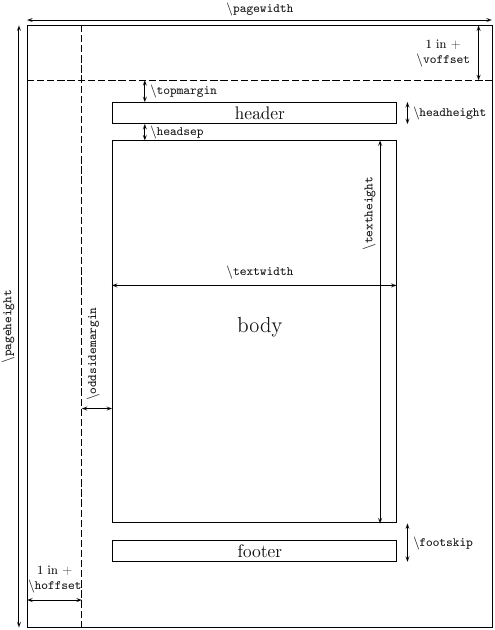 \pagewidth
1 in +
\voffset
\topmargin
header
\headheight
\headsep
\textheight
\textwidth
\pageheight
\oddsidemargin
body
\footskip
footer
1 in +
\hoffset